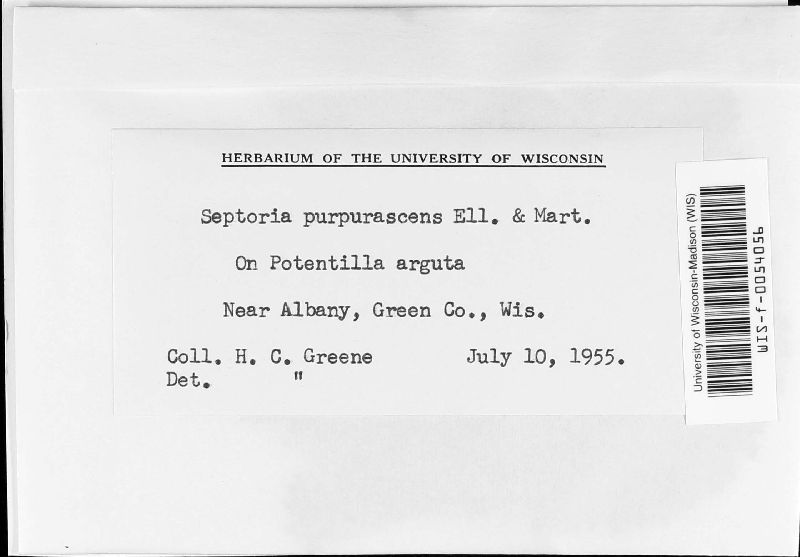 HERBARIUM OF THE UNIVERSITY OF WISCONSIN
Septoria purpurascens Ell. & Mart.
On Potentilla arguta
Near Albany, Green Co., Wis.
Coll. H. C. Greene July 10, 1955.
Det. "
University of Wisconsin-Madison (WIS)
WIS-f-0054056